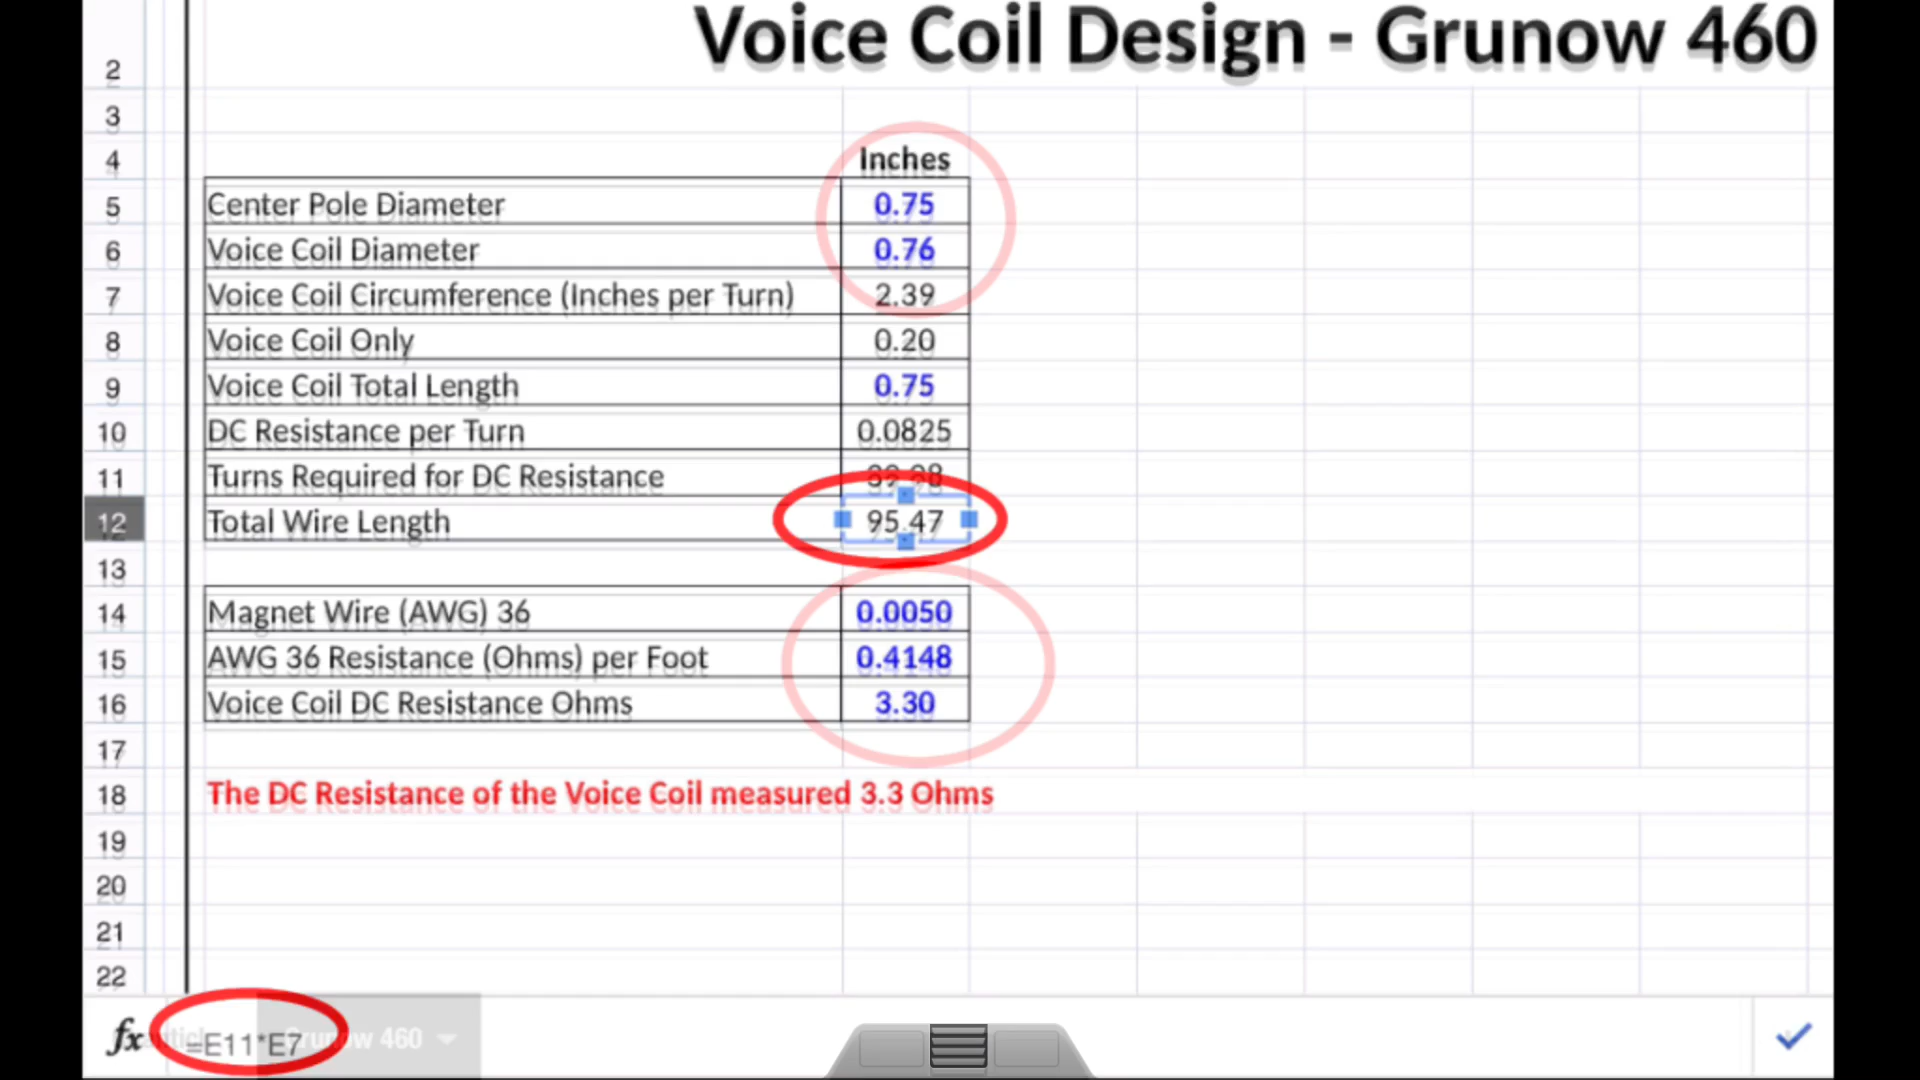 Voice Coil Design - Grunow 460
2
3
4 Inches
5 Center Pole Diameter 0.75
6 Voice Coil Diameter 0.76
7 Voice Coil Circumference (Inches per Turn) 2.39
8 Voice Coil Only 0.20
9 Voice Coil Total Length 0.75
10 DC Resistance per Turn 0.0825
11 Turns Required for DC Resistance 39.98
12 Total Wire Length 95.47
13
14 Magnet Wire (AWG) 36 0.0050
15 AWG 36 Resistance (Ohms) per Foot 0.4148
16 Voice Coil DC Resistance Ohms 3.30
17
18 The DC Resistance of the Voice Coil measured 3.3 Ohms
19
20
21
22
fx =E11*E7 Grunow 460